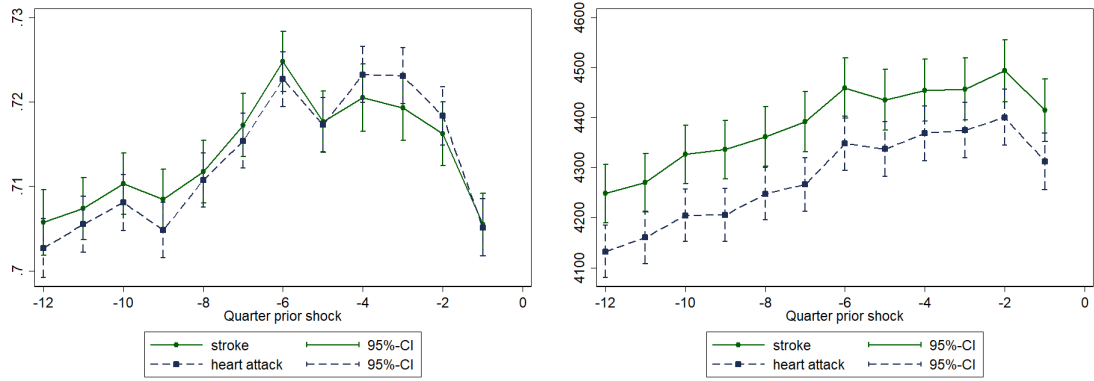 .73
.72
.71
.7
-12 -10 -8 -6 -4 -2 0
Quarter prior shock
stroke 95%-CI
heart attack 95%-CI
4600
4500
4400
4300
4200
4100
-12 -10 -8 -6 -4 -2 0
Quarter prior shock
stroke 95%-CI
heart attack 95%-CI